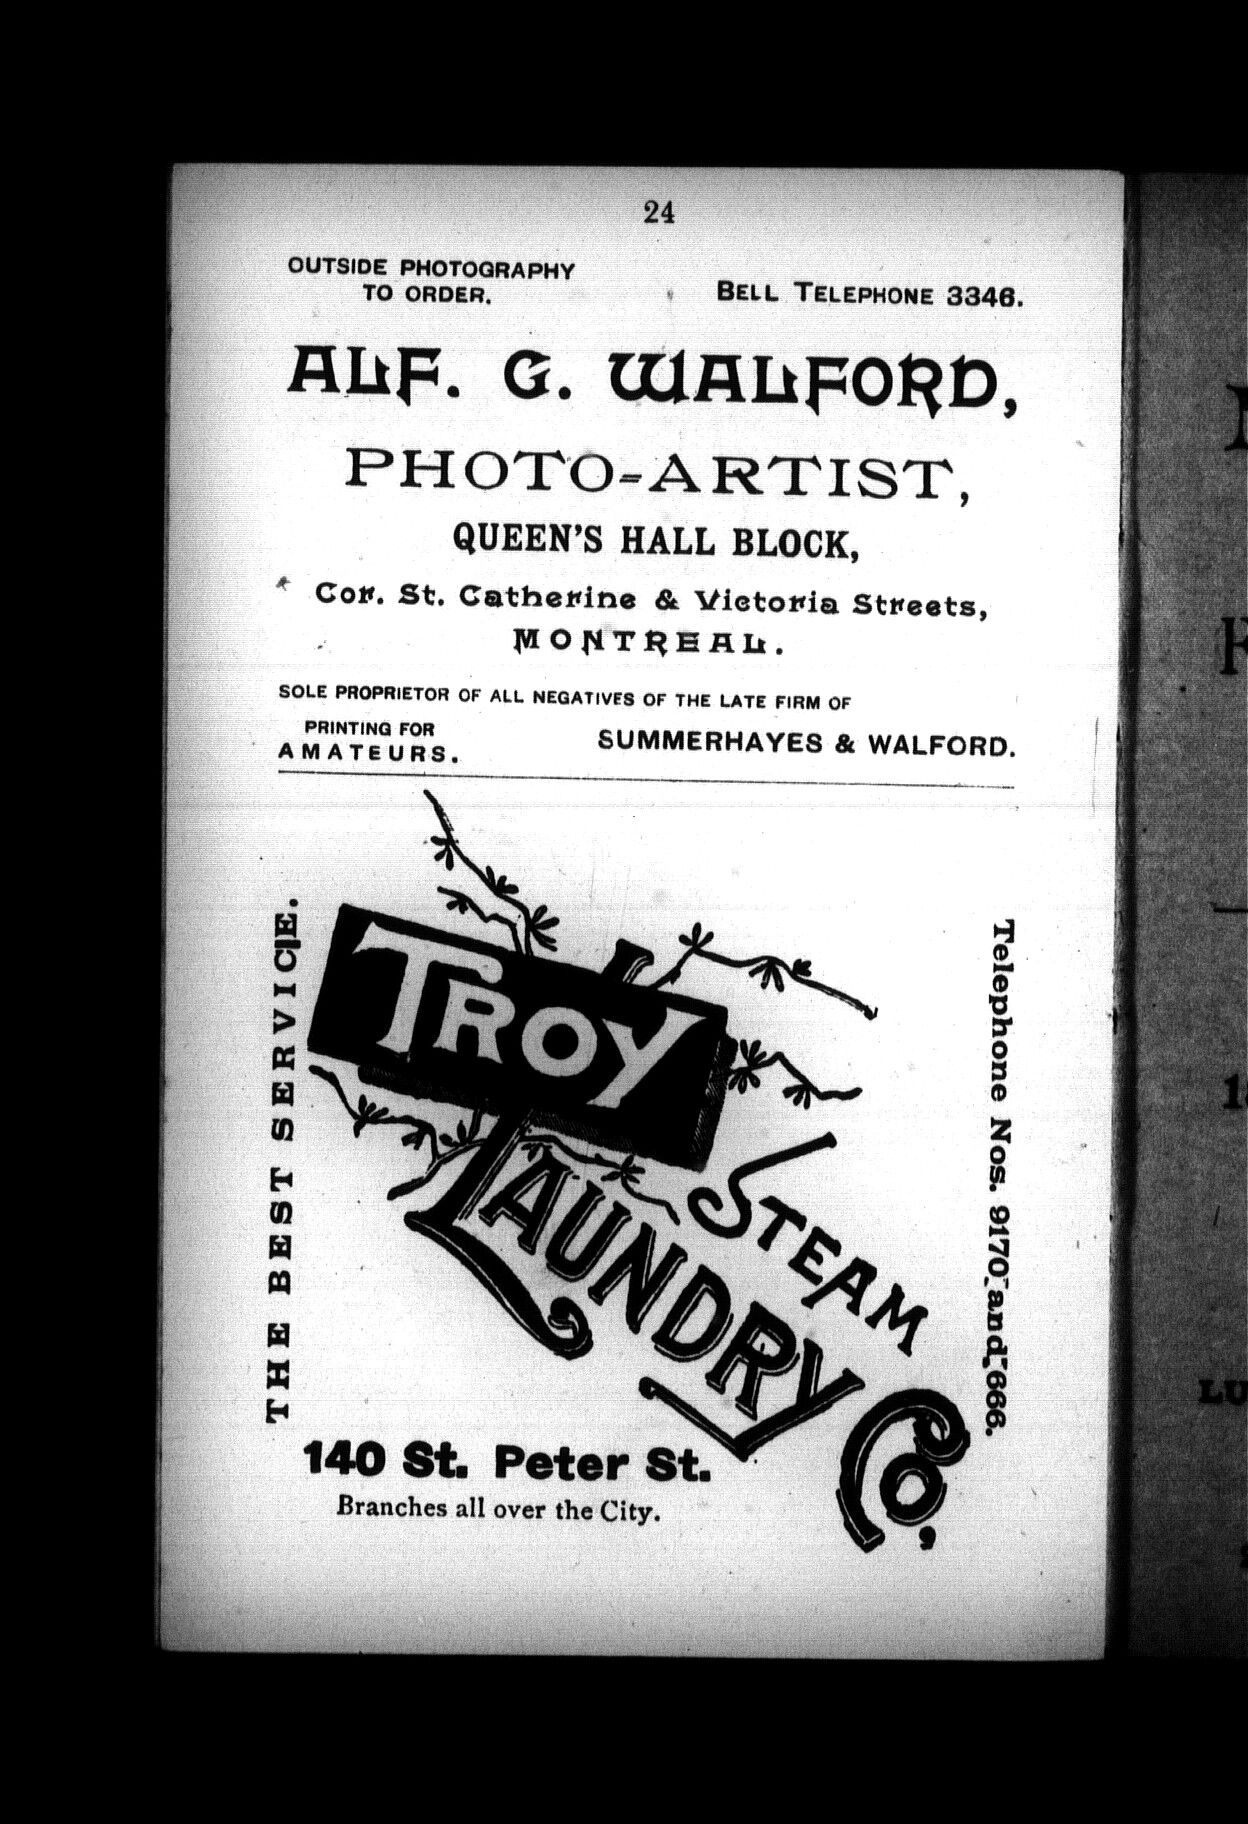 24
OUTSIDE PHOTOGRAPHY
TO ORDER.
BELL TELEPHONE 3346.
ALF. G. WALFORD,
PHOTO-ARTIST,
QUEEN'S HALL BLOCK,
Cor. St. Catherine & Victoria Streets,
MONTREAL.
SOLE PROPRIETOR OF ALL NEGATIVES OF THE LATE FIRM OF
PRINTING FOR
AMATEURS.
SUMMERHAYES & WALFORD.
THE BEST SERVICE.
TROY
STEAM
LAUNDRY
Co,
Telephone Nos. 9170 and 666.
140 St. Peter St.
Branches all over the City.
LU